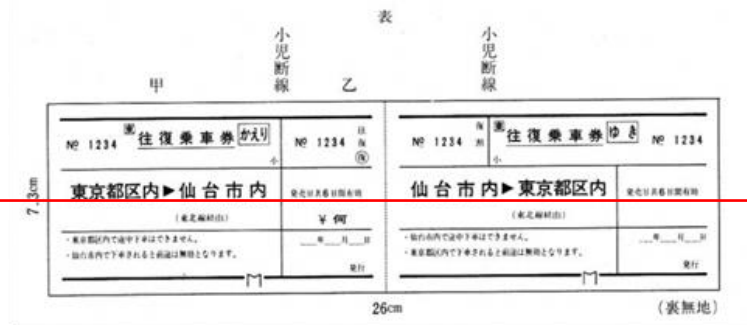 表
小児断線
小児断線
甲
乙
№ 1234
東
往復乗車券
かえり
小
№ 1234
往復
復
東京都区内▶仙台市内
発売日共6日間有効
(東北線経由)
¥何
・東京都区内で途中下車はできません。
・仙台市内で下車されると前途は無効となります。
年 月 日
発行
№ 1234
東
往復乗車券
ゆき
小
№ 1234
仙台市内▶東京都区内
発売日共6日間有効
(東北線経由)
・仙台市内で途中下車はできません。
・東京都区内で下車されると前途は無効となります。
年 月 日
発行
7.3cm
26cm
(裏無地)